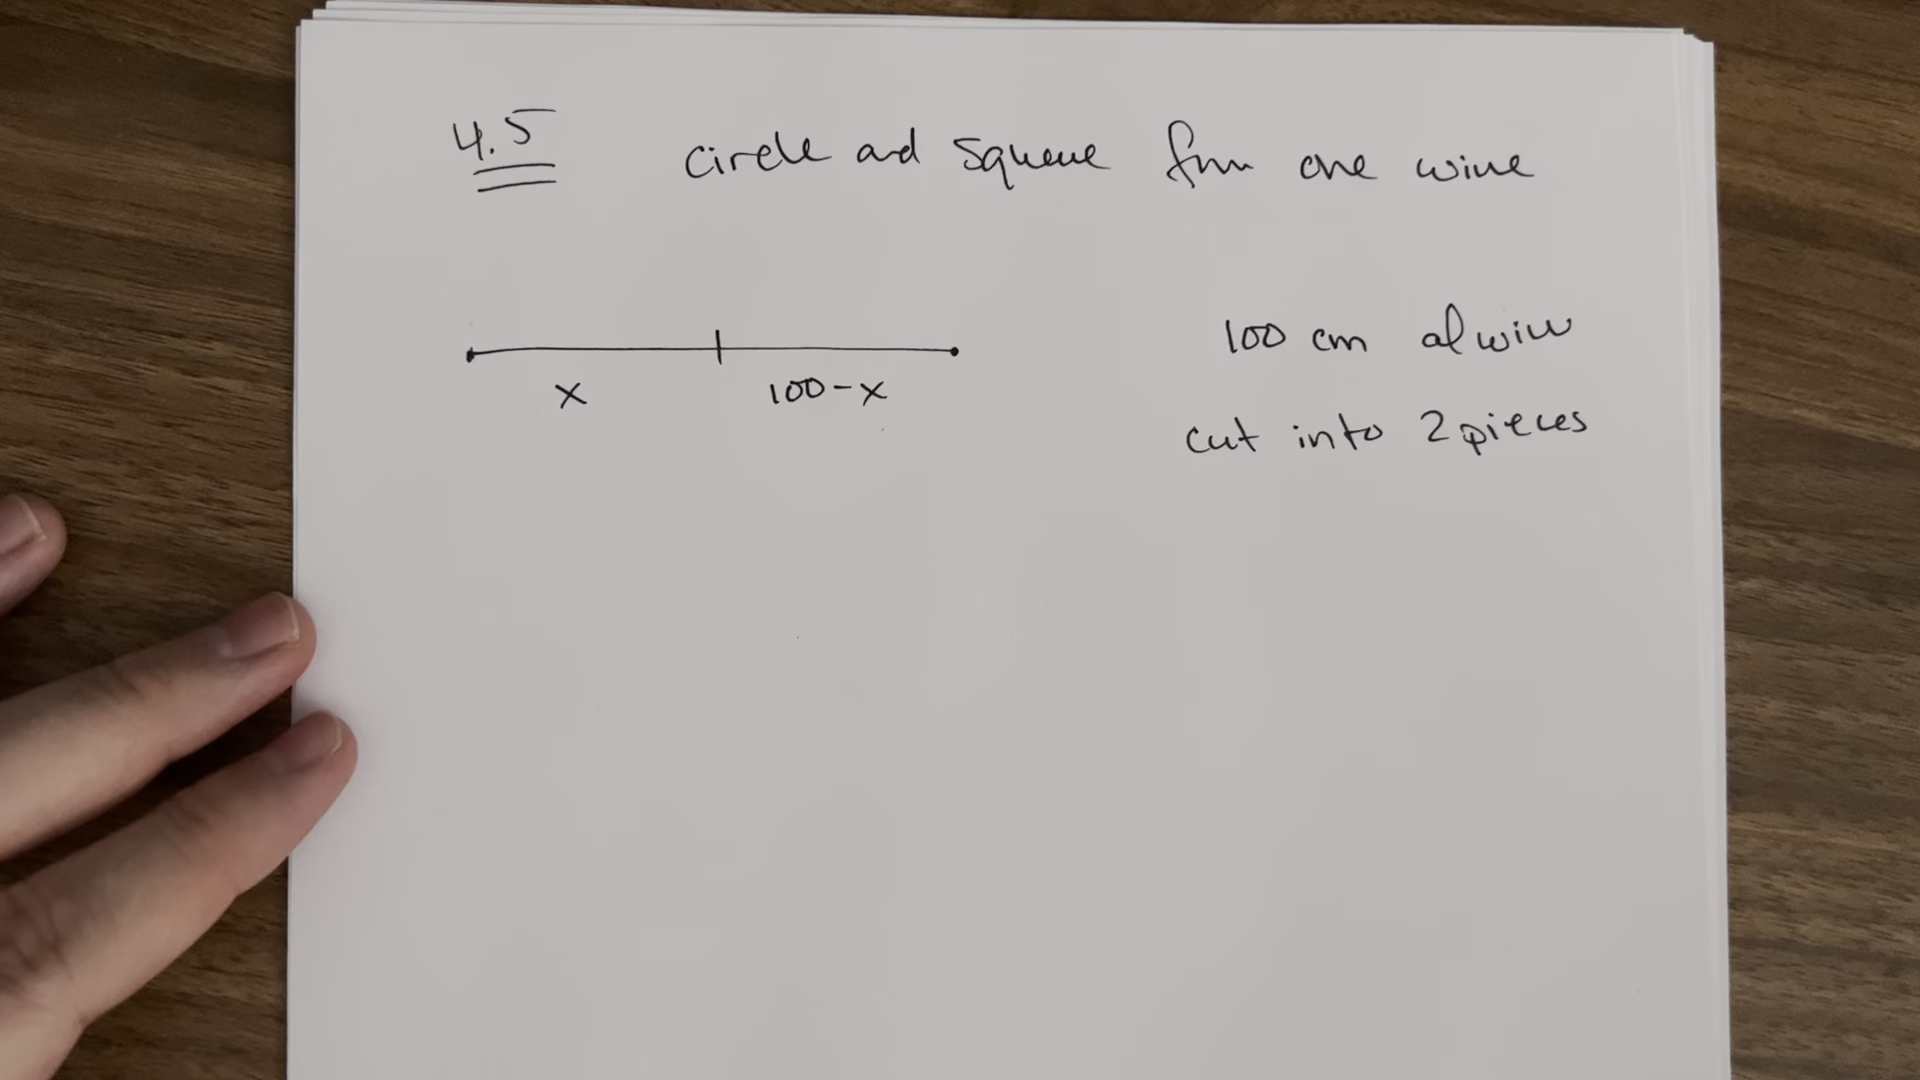 4.5 circle and square from one wire
x 100-x
100 cm of wire
cut into 2 pieces